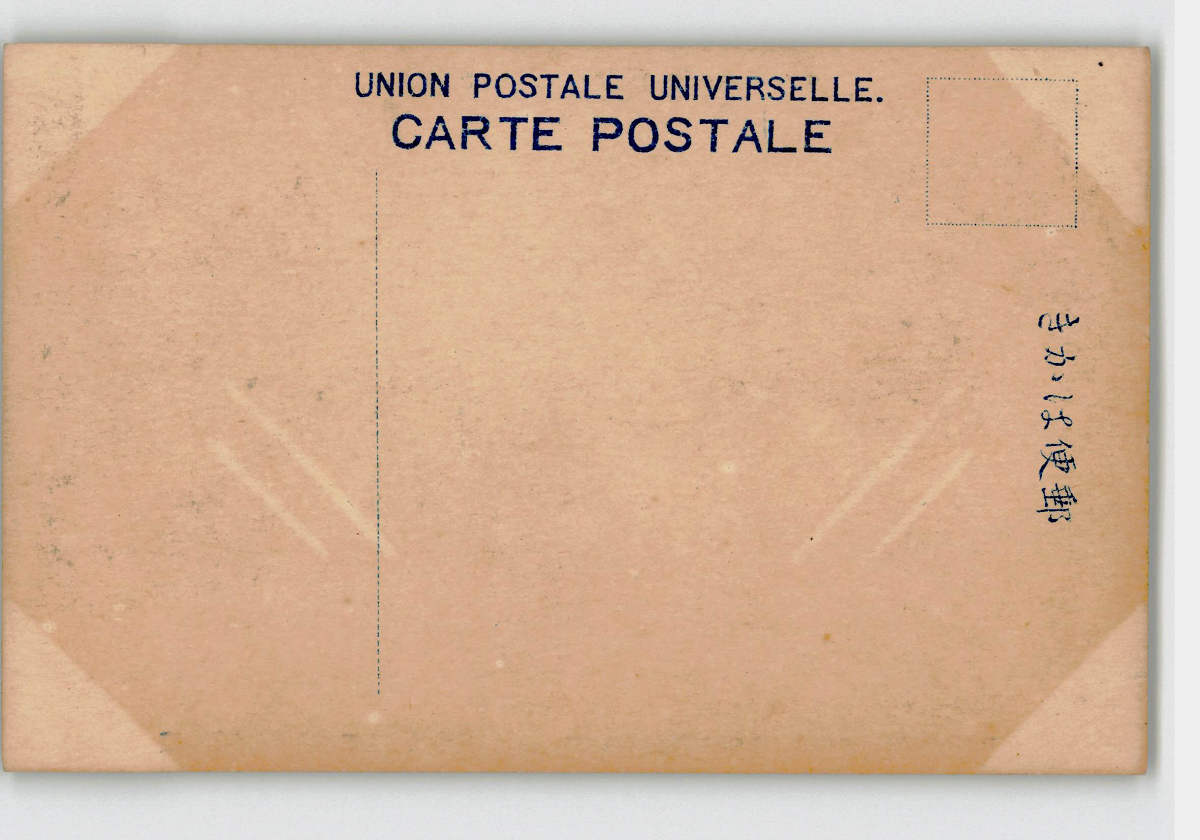 UNION POSTALE UNIVERSELLE.
CARTE POSTALE
郵便はかき